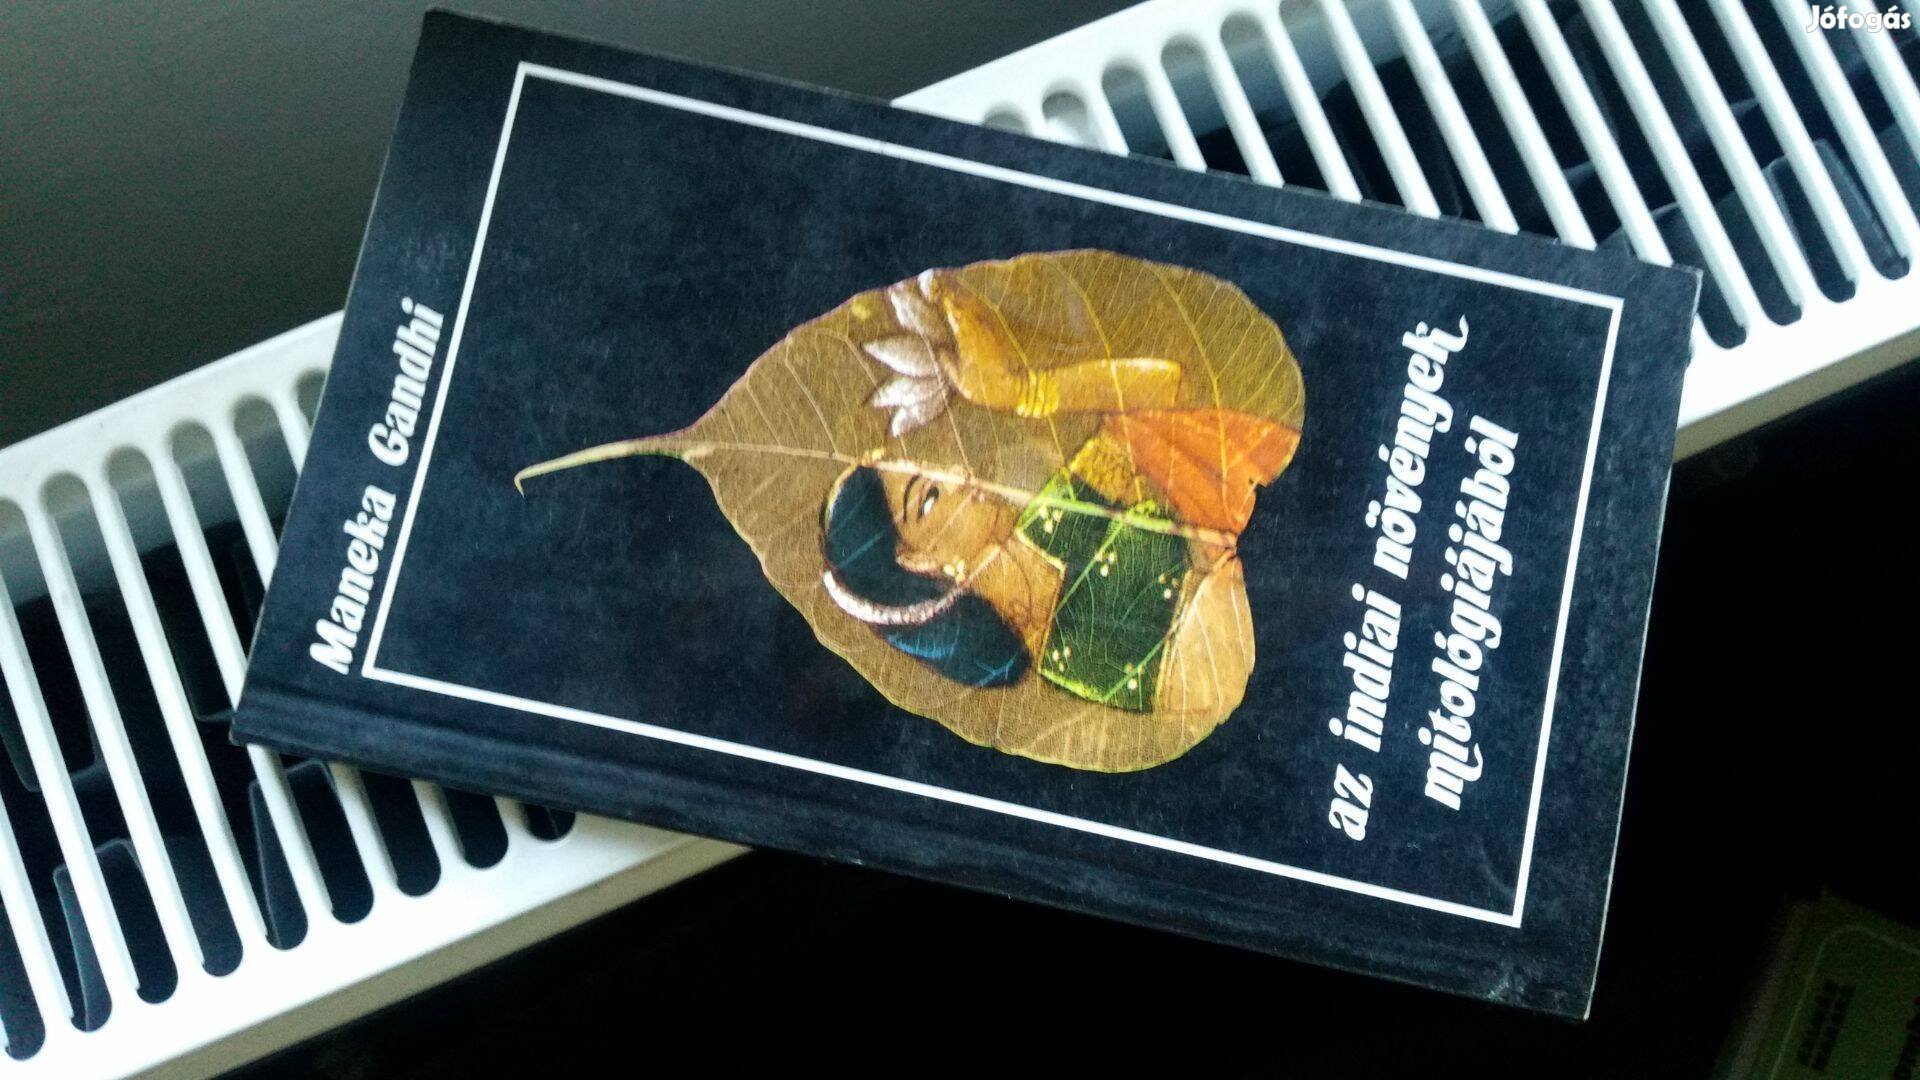 Jófogás
Maneka Gandhi
az indiai növények
mitológiájából